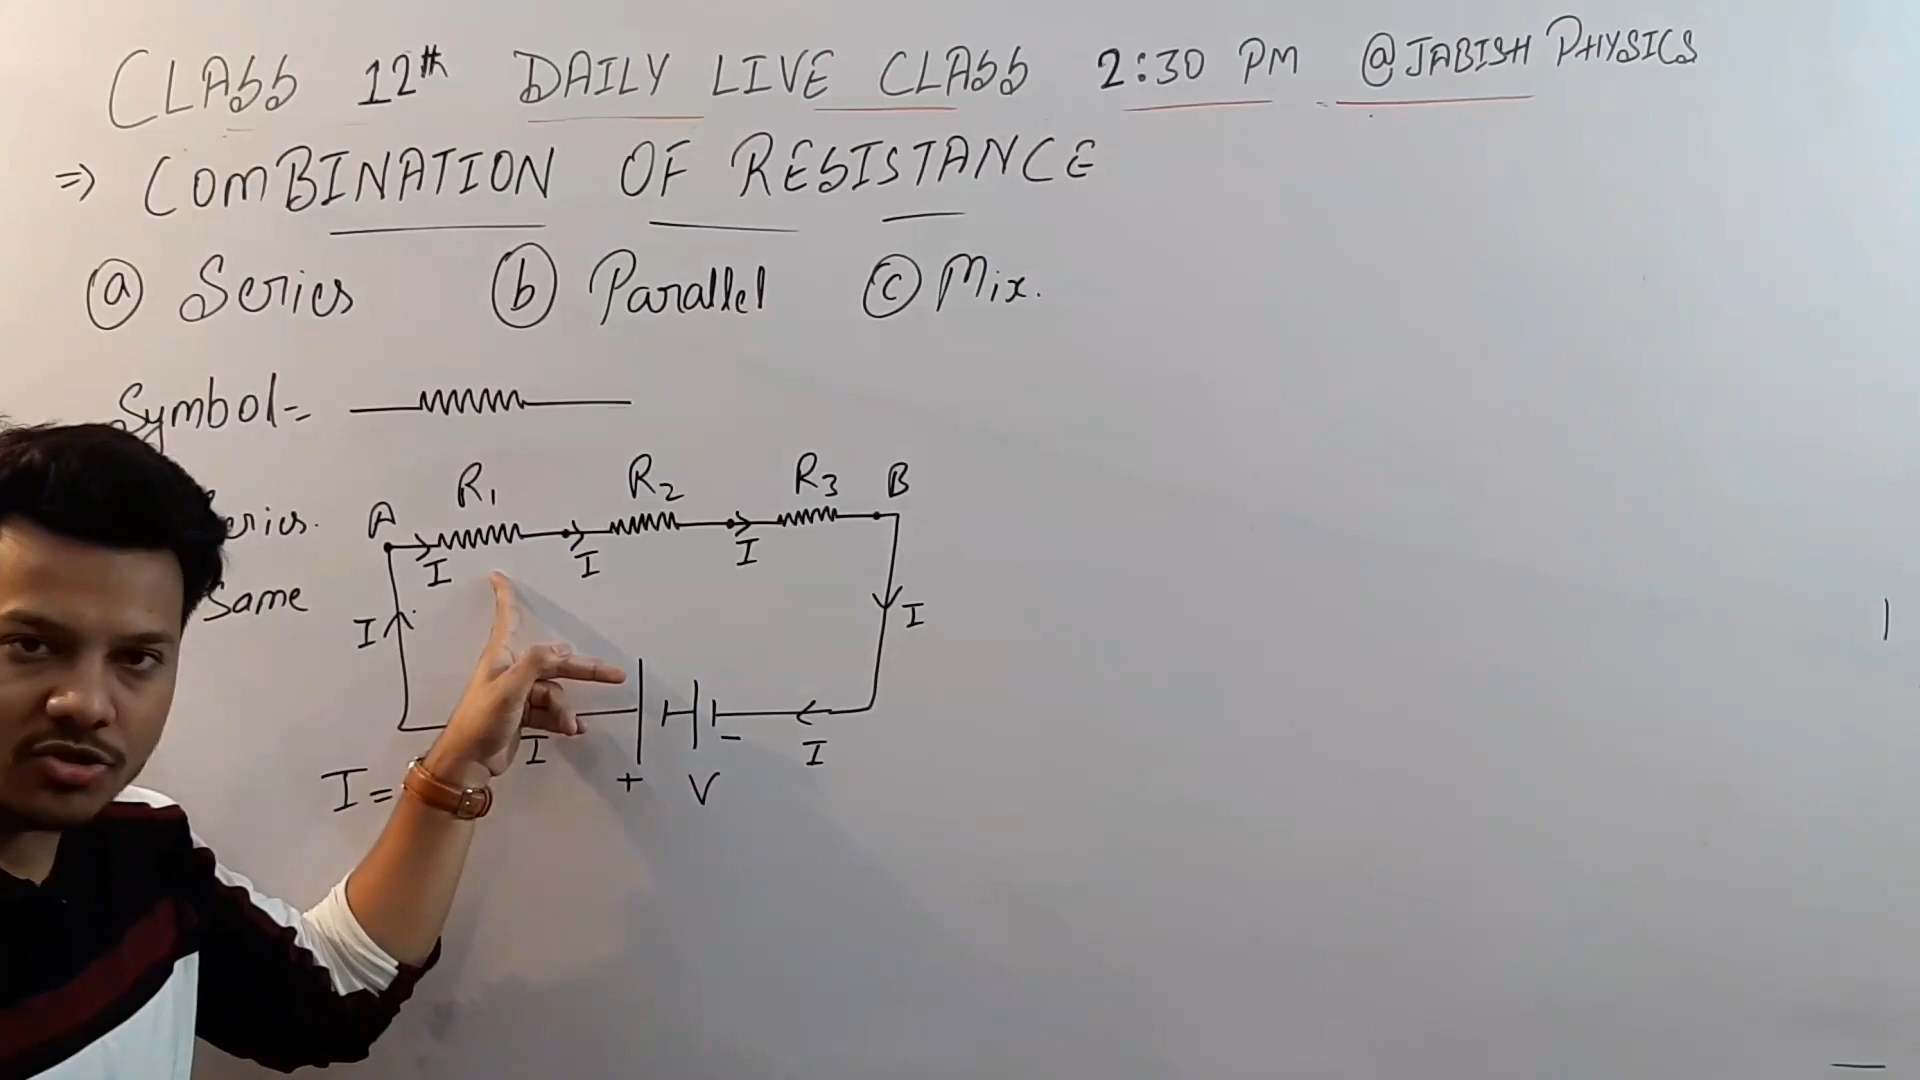 CLASS 12th DAILY LIVE CLASS 2:30 PM @JABISH PHYSICS
⇒ COMBINATION OF RESISTANCE
ⓐ Series ⓑ Parallel ⓒ Mix.
Symbol-
R1 R2 R3 B
A
I I I
Same
I I
I I
I = + - V